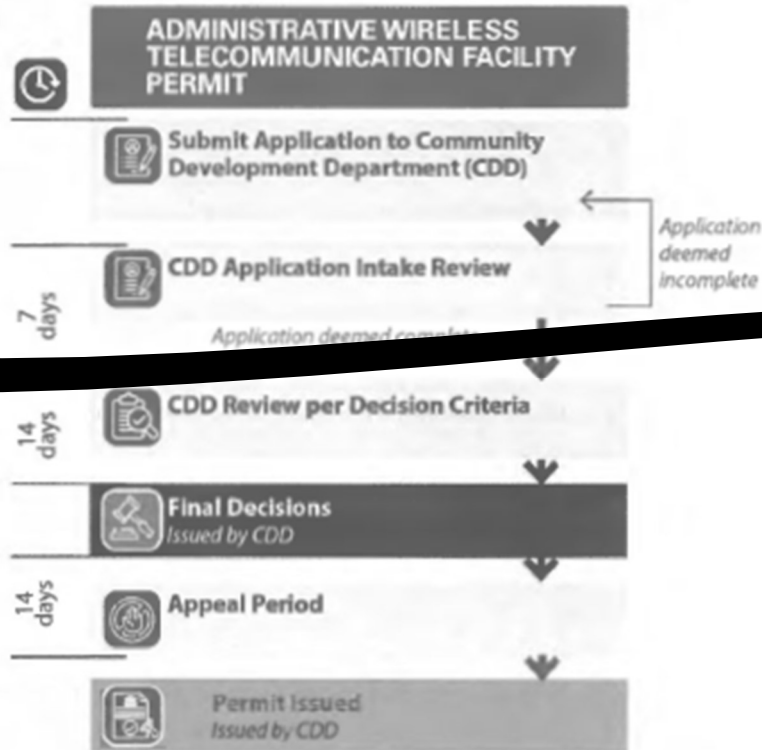 ADMINISTRATIVE WIRELESS
TELECOMMUNICATION FACILITY
PERMIT
Submit Application to Community
Development Department (CDD)
Application
deemed
incomplete
CDD Application Intake Review
7
days
Application deemed complete
CDD Review per Decision Criteria
14
days
Final Decisions
Issued by CDD
14
days
Appeal Period
Permit Issued
Issued by CDD